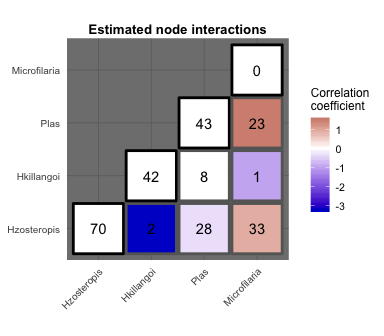 Estimated node interactions
Microfilaria 0
Plas 43 23
Hkillangoi 42 8 1
Hzosteropis 70 2 28 33
Hzosteropis Hkillangoi Plas Microfilaria
Correlation
coefficient
1
0
-1
-2
-3